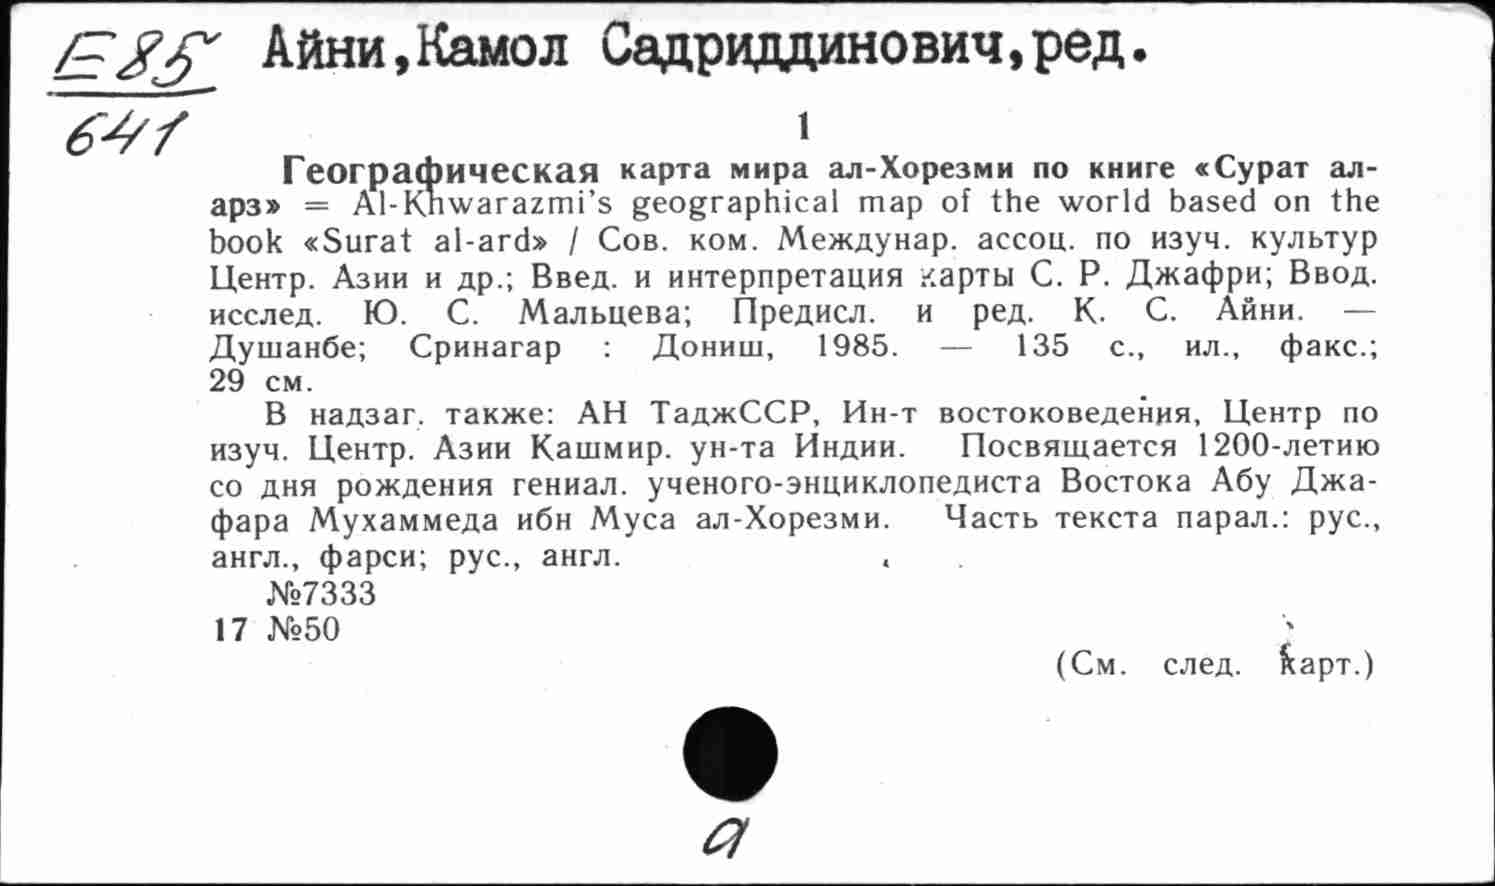 Е85 Айни,Камол Садриддинович,ред.
641
1
Географическая карта мира ал-Хорезми по книге «Сурат ал-
арз» = Al-Khwarazmi’s geographical map of the world based on the
book «Surat al-ard» / Сов. ком. Междунар. ассоц. по изуч. культур
Центр. Азии и др.; Введ. и интерпретация карты С. Р. Джафри; Ввод.
исслед. Ю. С. Мальцева; Предисл. и ред. К. С. Айни. —
Душанбе; Сринагар : Дониш, 1985. — 135 с., ил., факс.;
29 см.
В надзаг. также: АН ТаджССР, Ин-т востоковедения, Центр по
изуч. Центр. Азии Кашмир. ун-та Индии. Посвящается 1200-летию
со дня рождения гениал. ученого-энциклопедиста Востока Абу Джа-
фара Мухаммеда ибн Муса ал-Хорезми. Часть текста парал.: рус.,
англ., фарси; рус., англ.
№7333
17 №50
(См. след. карт.)
а